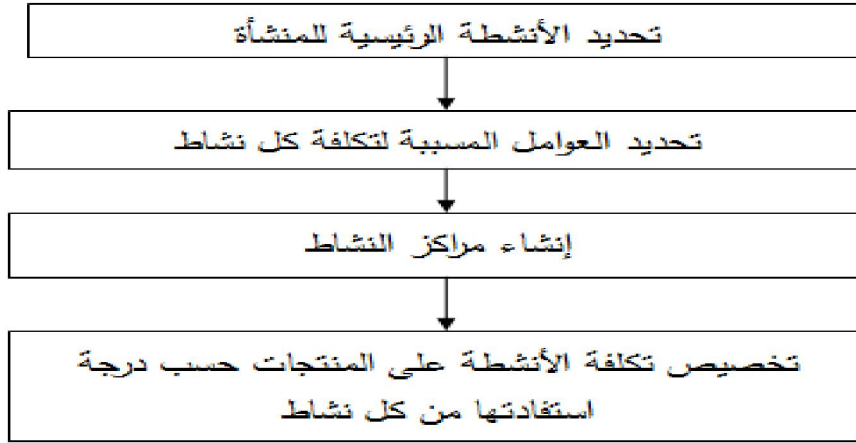 تحديد الأنشطة الرئيسية للمنشأة
تحديد العوامل المسببة لتكلفة كل نشاط
إنشاء مراكز النشاط
تخصيص تكلفة الأنشطة على المنتجات حسب درجة
استفادتها من كل نشاط